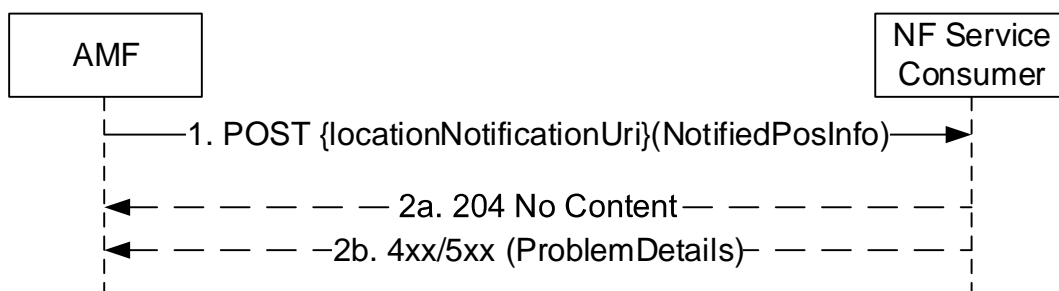 AMF
NF Service
Consumer
1. POST {locationNotificationUri}(NotifiedPosInfo)
2a. 204 No Content
2b. 4xx/5xx (ProblemDetails)